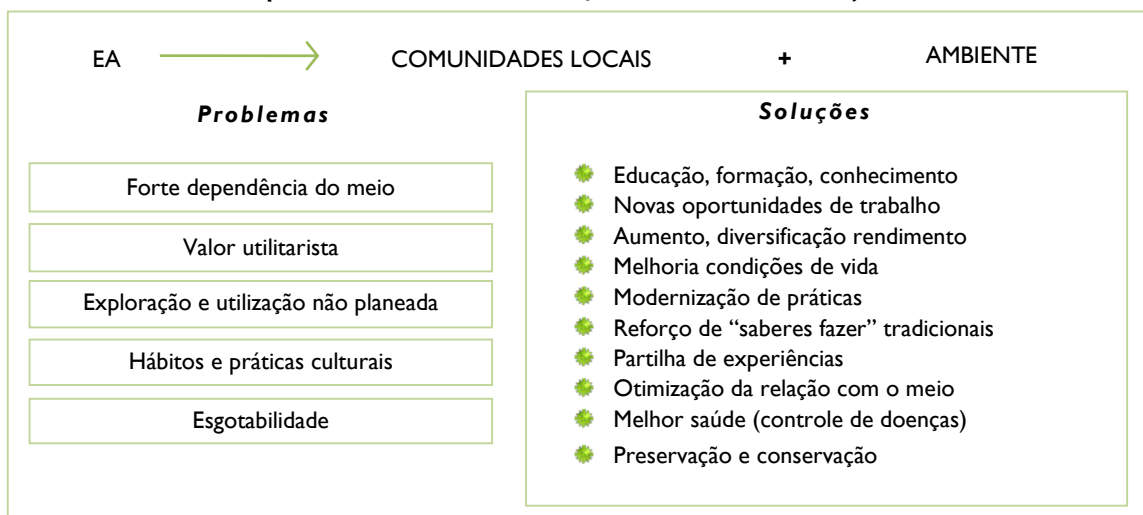 EA COMUNIDADES LOCAIS + AMBIENTE
Problemas
Forte dependência do meio
Valor utilitarista
Exploração e utilização não planeada
Hábitos e práticas culturais
Esgotabilidade
Soluções
Educação, formação, conhecimento
Novas oportunidades de trabalho
Aumento, diversificação rendimento
Melhoria condições de vida
Modernização de práticas
Reforço de “saberes fazer” tradicionais
Partilha de experiências
Otimização da relação com o meio
Melhor saúde (controle de doenças)
Preservação e conservação